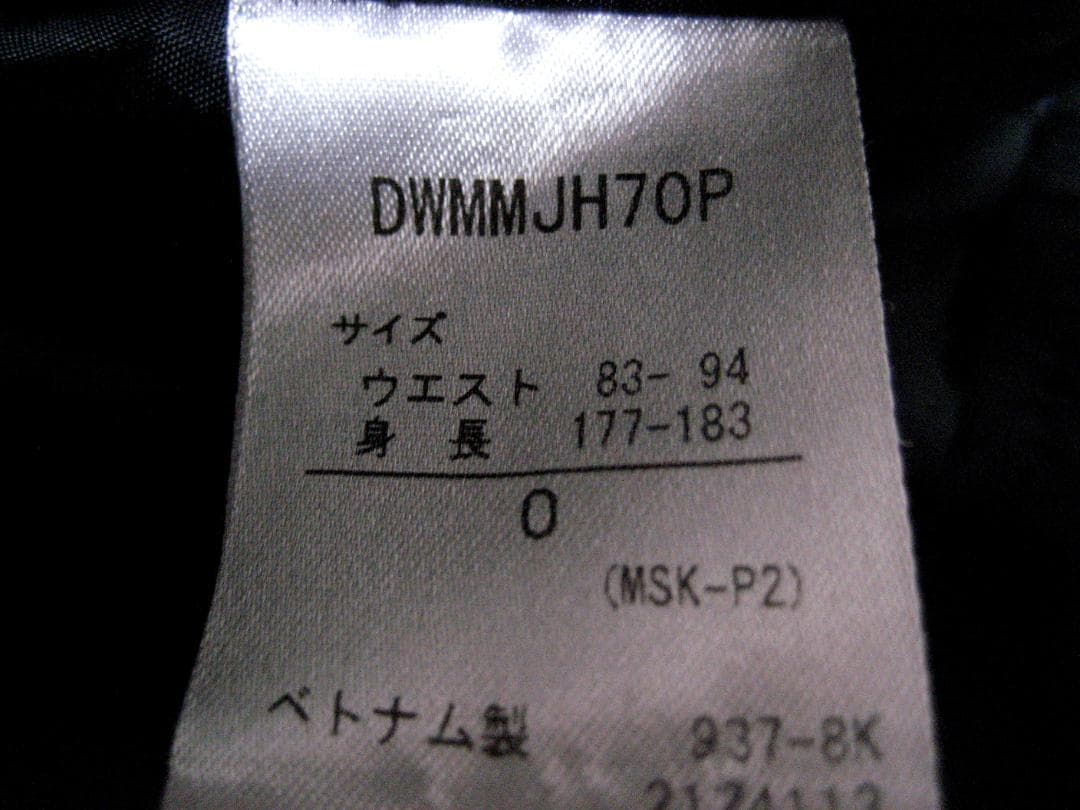 DWMMJH70P
サイズ
ウエスト 83- 94
身 長 177-183
O
(MSK-P2)
ベトナム製 937-8K